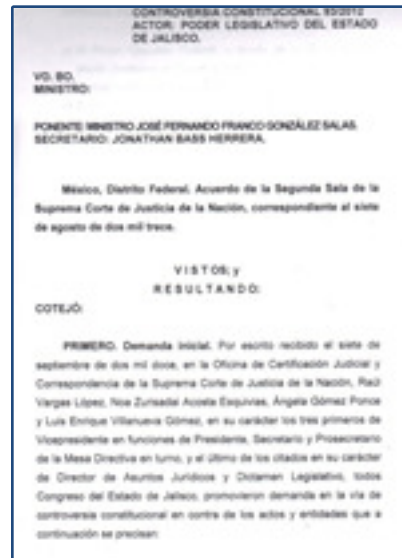 CONTROVERSIA CONSTITUCIONAL 93/2012
ACTOR: PODER LEGISLATIVO DEL ESTADO
DE JALISCO.
VO. BO.
MINISTRO:
PONENTE: MINISTRO JOSÉ FERNANDO FRANCO GONZÁLEZ SALAS.
SECRETARIO: JONATHAN BASS HERRERA.
México, Distrito Federal. Acuerdo de la Segunda Sala de la
Suprema Corte de Justicia de la Nación, correspondiente al siete
de agosto de dos mil trece.
V I S T OS; y
R E S U L T A N D O:
COTEJÓ:
PRIMERO. Demanda inicial. Por escrito recibido el siete de
septiembre de dos mil doce, en la Oficina de Certificación Judicial y
Correspondencia de la Suprema Corte de Justicia de la Nación, Raúl
Vargas López, Noa Zurisadai Acosta Esquivias, Ángela Gómez Ponce
y Luis Enrique Villanueva Gómez, en su carácter los tres primeros de
Vicepresidente en funciones de Presidente, Secretario y Prosecretario
de la Mesa Directiva en turno, y el último de los citados en su carácter
de Director de Asuntos Jurídicos y Dictamen Legislativo, todos
Congreso del Estado de Jalisco, promovieron demanda en la vía de
controversia constitucional en contra de los actos y entidades que a
continuación se precisan: